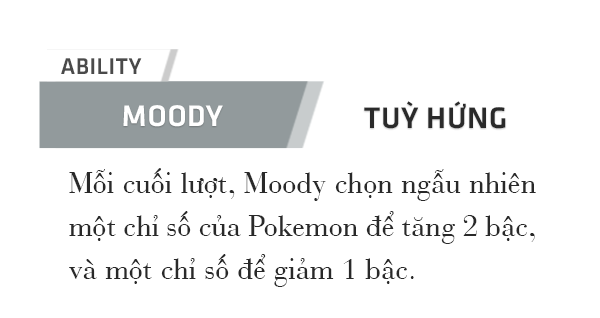 ABILITY
MOODY
TUỲ HỨNG
Mỗi cuối lượt, Moody chọn ngẫu nhiên
một chỉ số của Pokemon để tăng 2 bậc,
và một chỉ số để giảm 1 bậc.